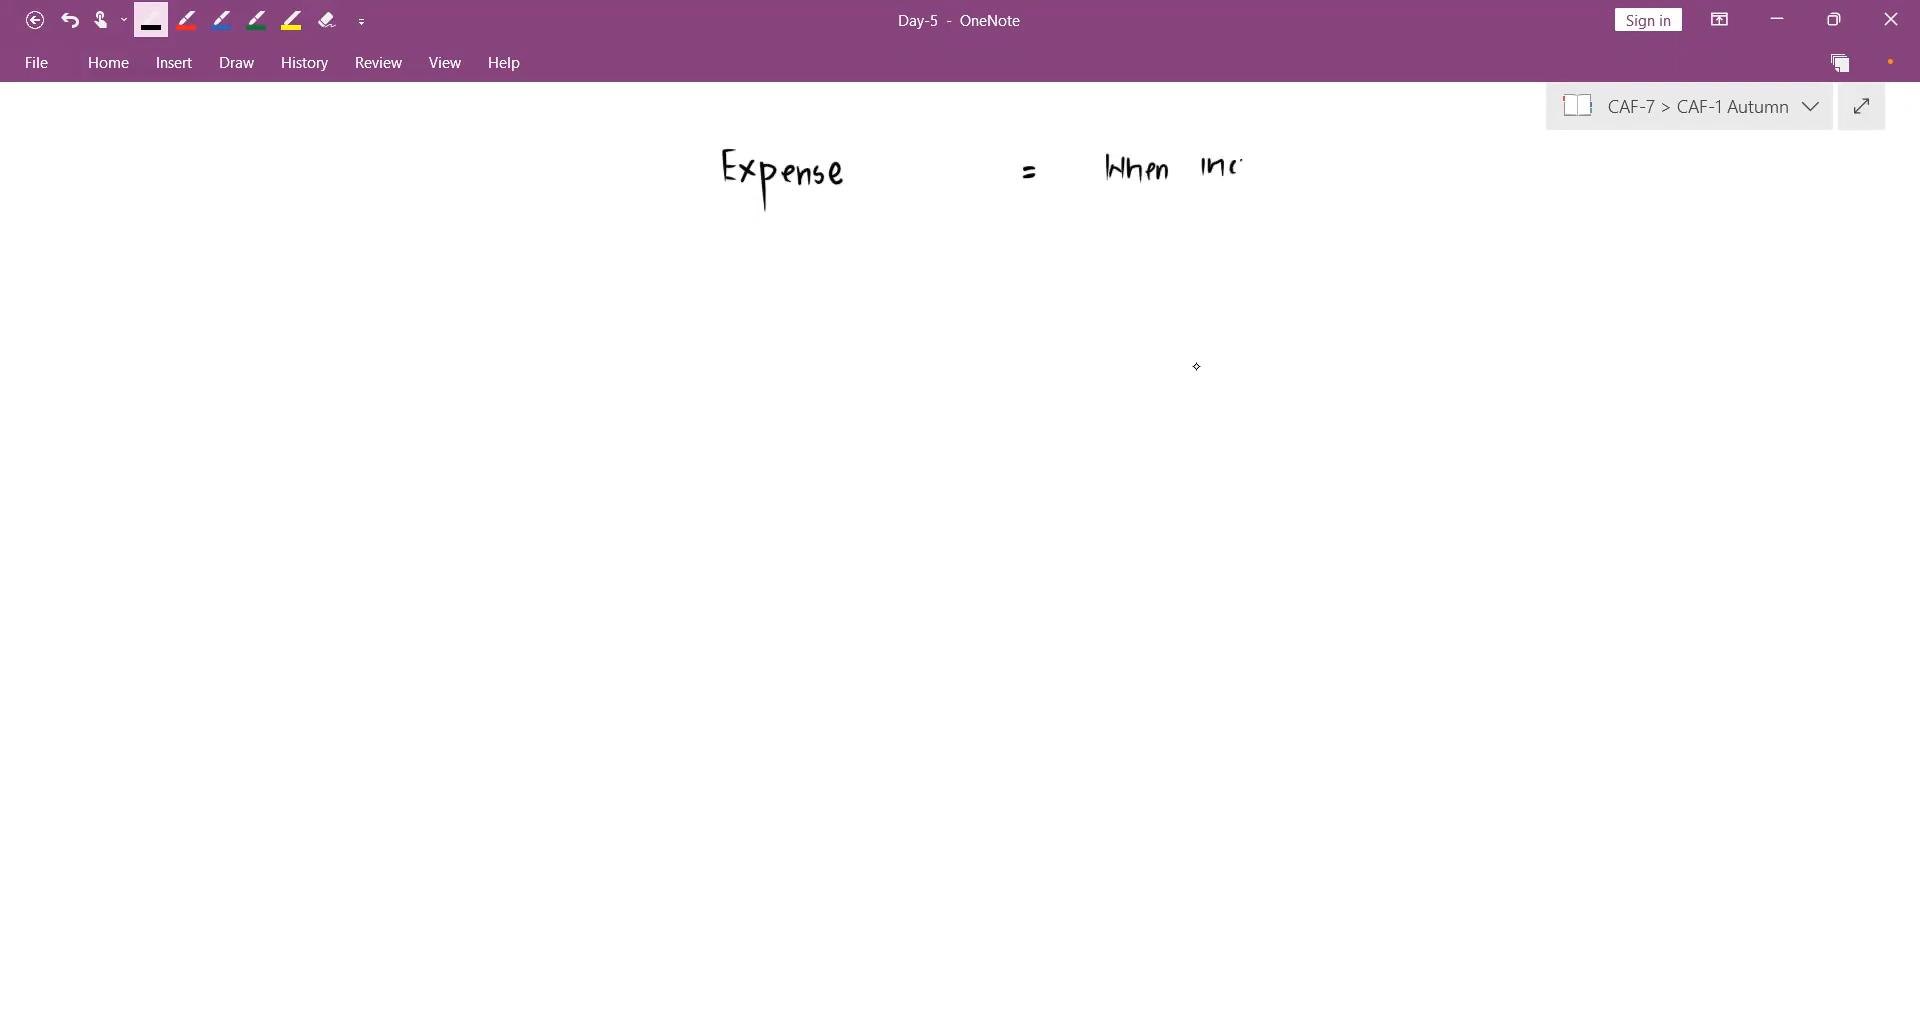 Day-5 - OneNote
Sign in
File Home Insert Draw History Review View Help
CAF-7 > CAF-1 Autumn
Expense = When inc